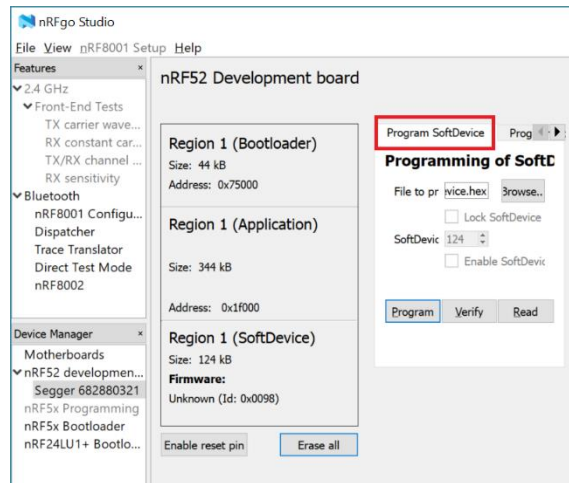 nRFgo Studio
File View nRF8001 Setup Help
Features ×
2.4 GHz
Front-End Tests
TX carrier wave...
RX constant car...
TX/RX channel ...
RX sensitivity
Bluetooth
nRF8001 Configu...
Dispatcher
Trace Translator
Direct Test Mode
nRF8002
Device Manager ×
Motherboards
nRF52 developmen...
Segger 682880321
nRF5x Programming
nRF5x Bootloader
nRF24LU1+ Bootlo...
nRF52 Development board
Region 1 (Bootloader)
Size: 44 kB
Address: 0x75000
Region 1 (Application)
Size: 344 kB
Address: 0x1f000
Region 1 (SoftDevice)
Size: 124 kB
Firmware:
Unknown (Id: 0x0098)
Enable reset pin Erase all
Program SoftDevice Prog
Programming of SoftD
File to pr vice.hex Browse..
Lock SoftDevice
SoftDevic 124
Enable SoftDevic
Program Verify Read